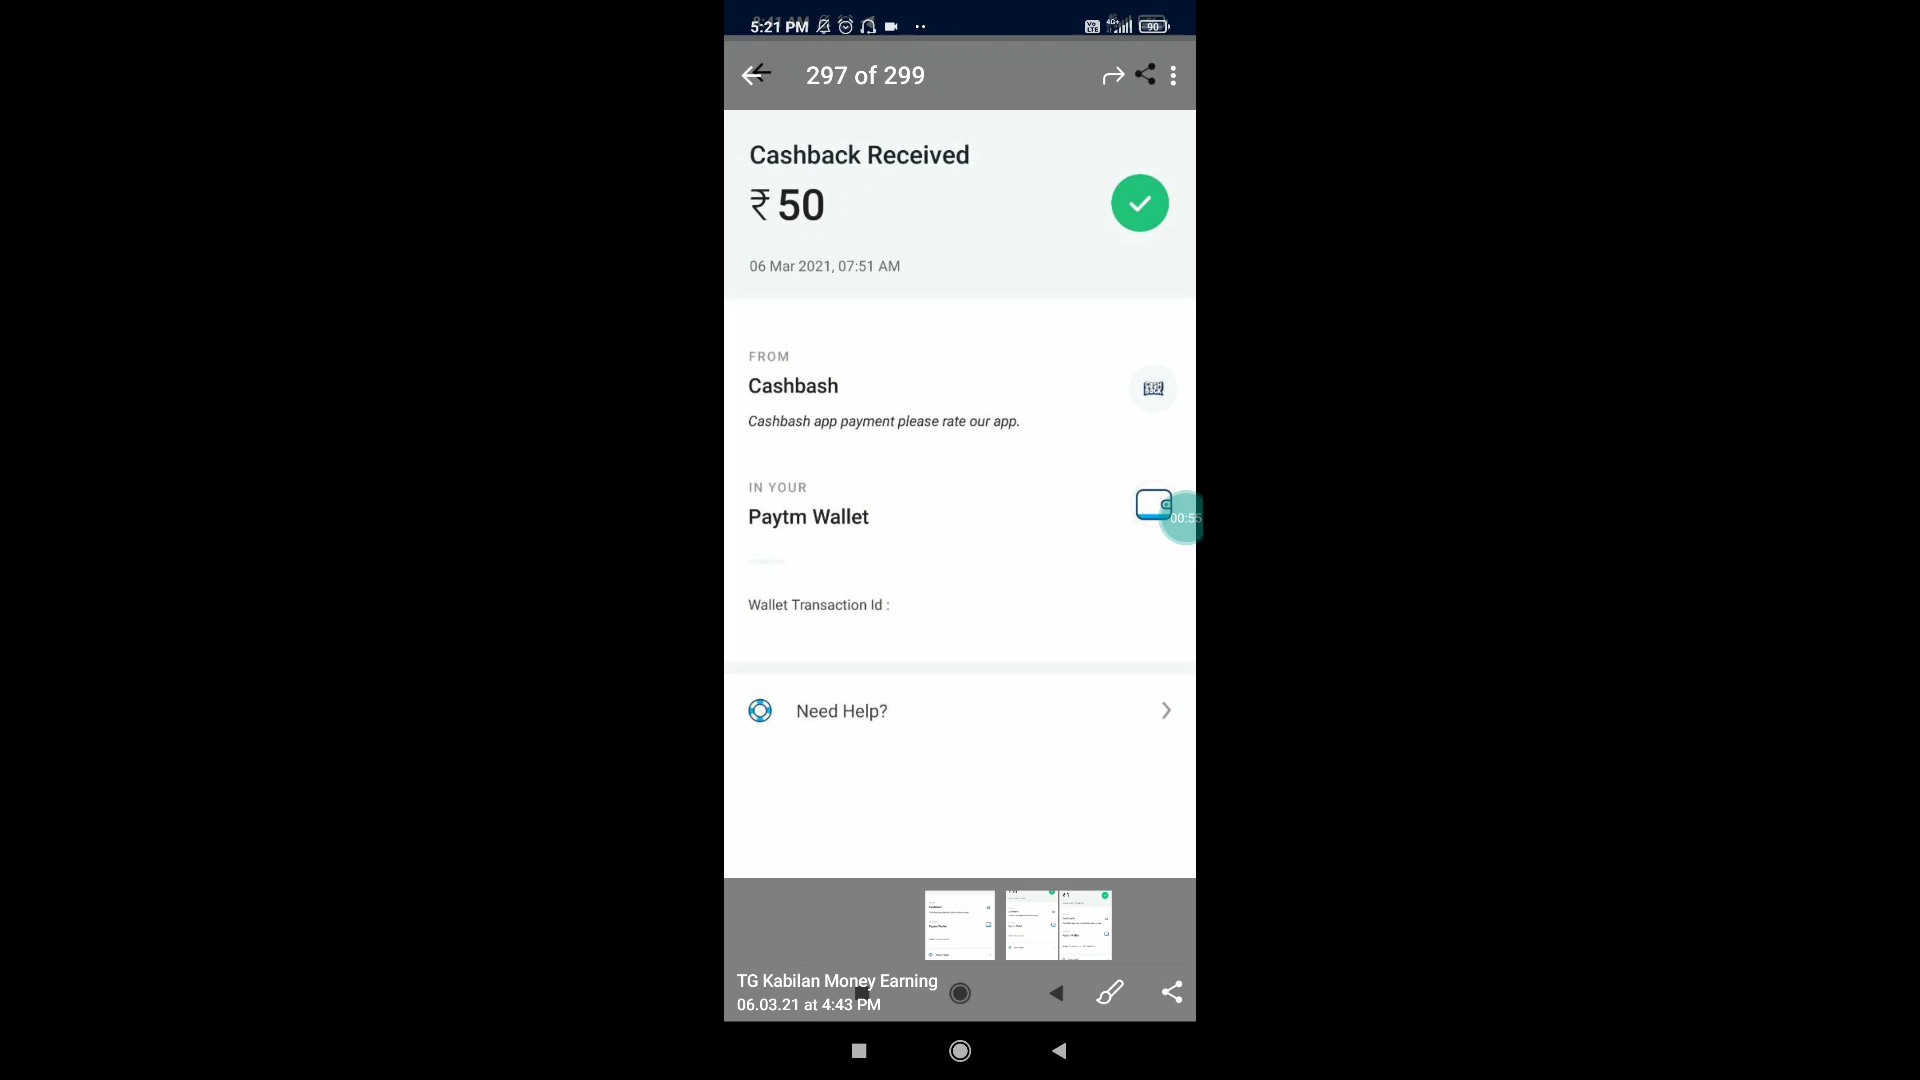 5:21 PM
4G+
90
297 of 299
Cashback Received
₹ 50
06 Mar 2021, 07:51 AM
FROM
Cashbash
Cashbash app payment please rate our app.
IN YOUR
Paytm Wallet
00:55
Wallet Transaction Id :
Need Help?
TG Kabilan Money Earning
06.03.21 at 4:43 PM